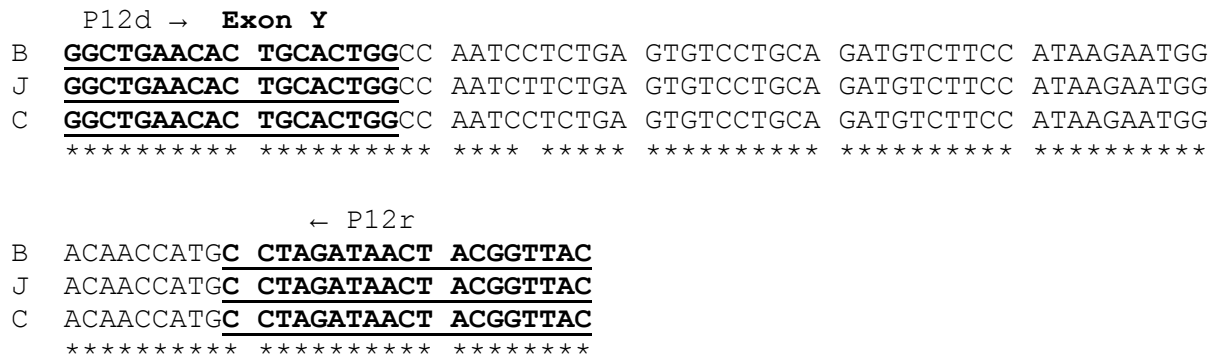 P12d → Exon Y
B GGCTGAACAC TGCACTGGCC AATCCTCTGA GTGTCCTGCA GATGTCTTCC ATAAGAATGG
J GGCTGAACAC TGCACTGGCC AATCTTCTGA GTGTCCTGCA GATGTCTTCC ATAAGAATGG
C GGCTGAACAC TGCACTGGCC AATCCTCTGA GTGTCCTGCA GATGTCTTCC ATAAGAATGG
********** ********** **** ***** ********** ********** **********
← P12r
B ACAACCATGC CTAGATAACT ACGGTTAC
J ACAACCATGC CTAGATAACT ACGGTTAC
C ACAACCATGC CTAGATAACT ACGGTTAC
********** ********** ********